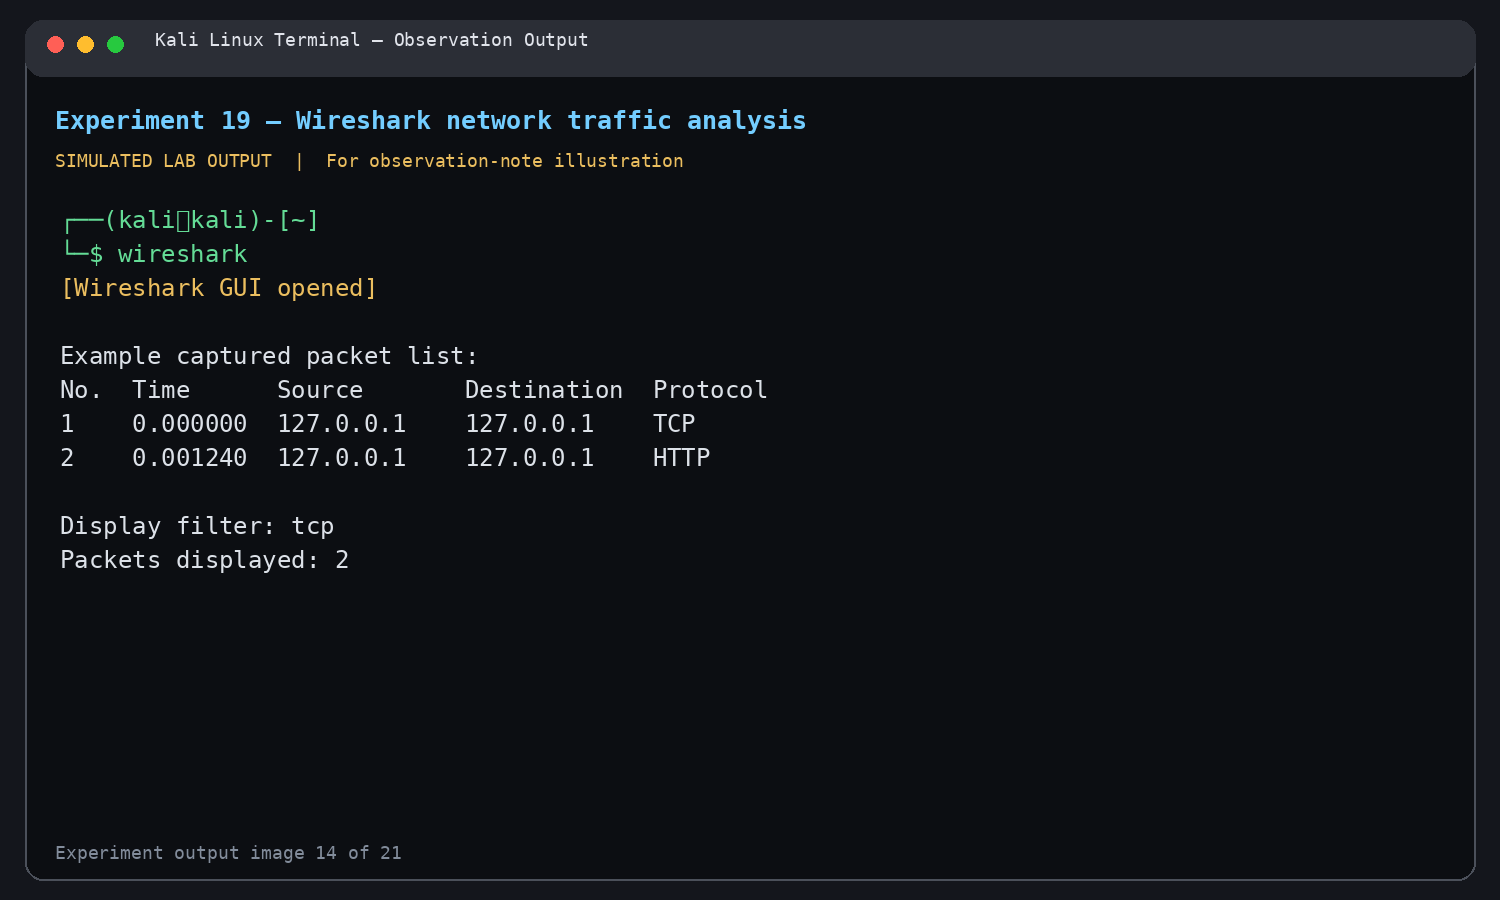 Kali Linux Terminal — Observation Output
Experiment 19 — Wireshark network traffic analysis
SIMULATED LAB OUTPUT  |  For observation-note illustration
┌──(kali▯kali)-[~]
└─$ wireshark
[Wireshark GUI opened]
Example captured packet list:
No.  Time      Source       Destination  Protocol
1    0.000000  127.0.0.1    127.0.0.1    TCP
2    0.001240  127.0.0.1    127.0.0.1    HTTP
Display filter: tcp
Packets displayed: 2
Experiment output image 14 of 21